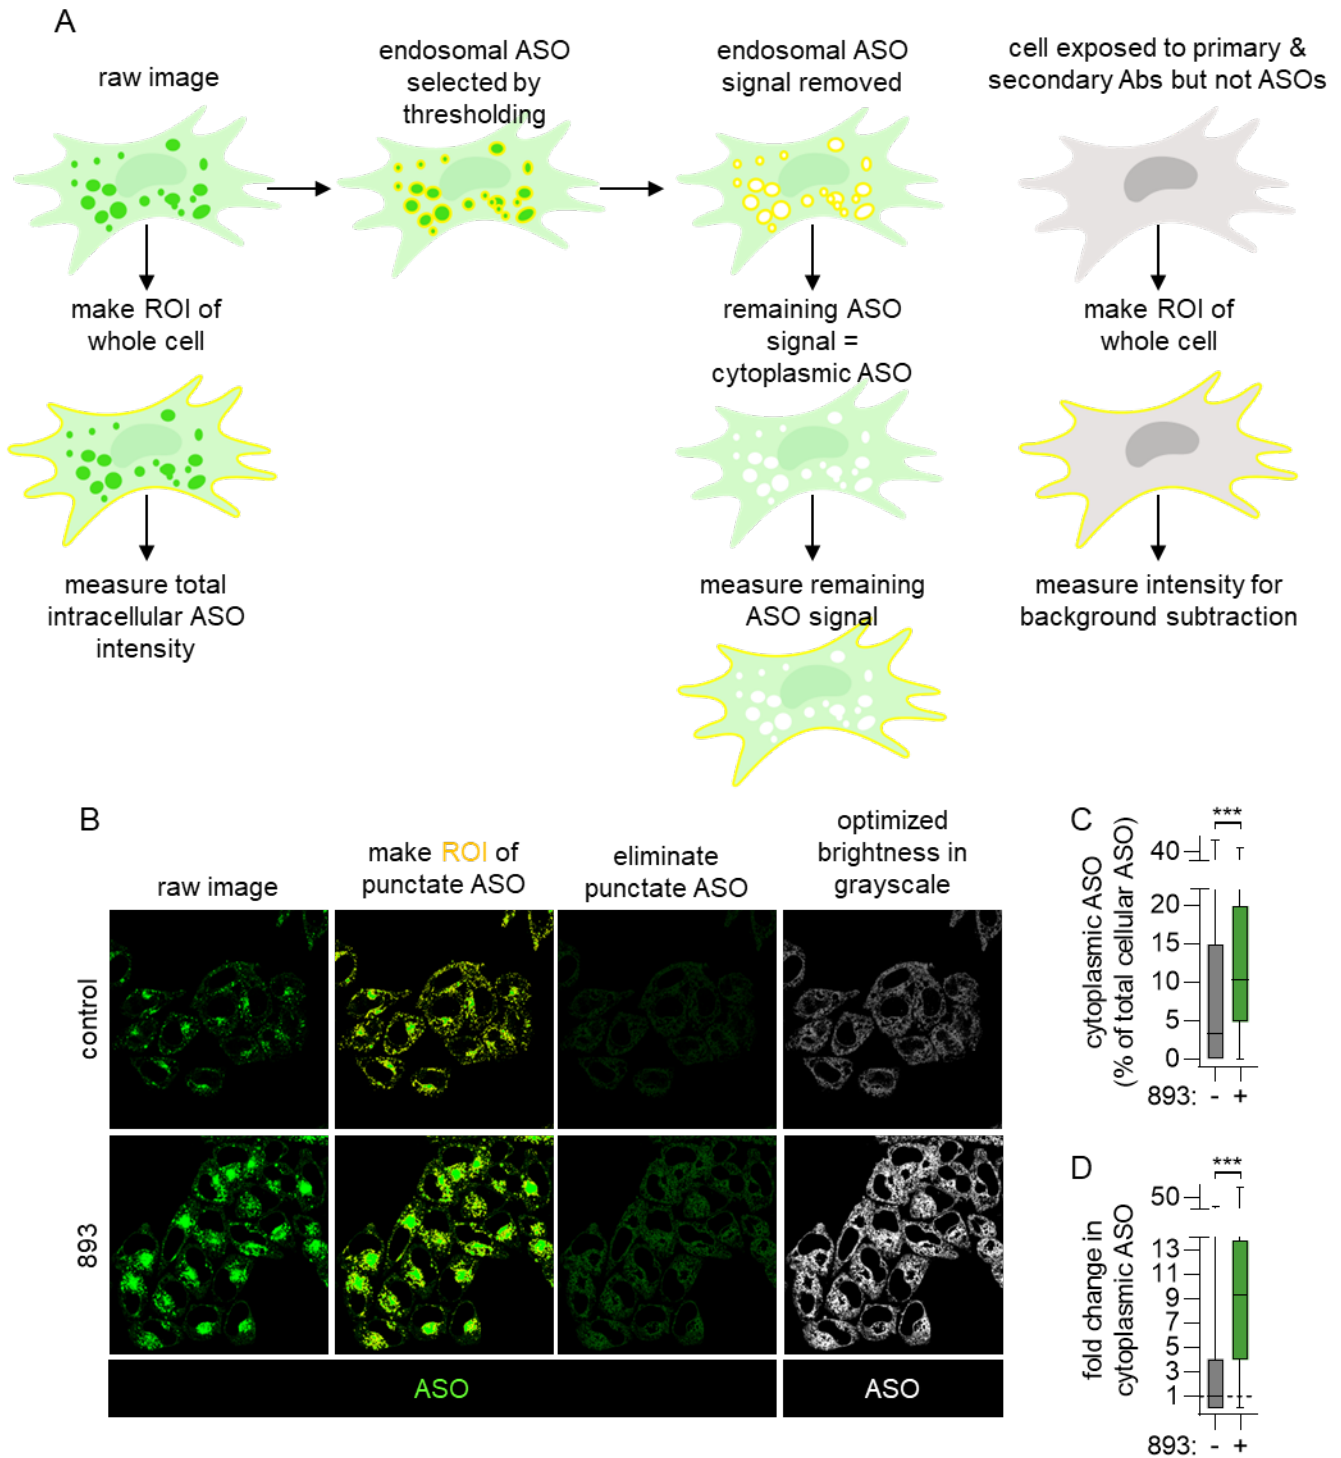 A
raw image
endosomal ASO
selected by
thresholding
endosomal ASO
signal removed
cell exposed to primary &
secondary Abs but not ASOs
make ROI of
whole cell
remaining ASO
signal =
cytoplasmic ASO
make ROI of
whole cell
measure total
intracellular ASO
intensity
measure remaining
ASO signal
measure intensity for
background subtraction
B
raw image
make ROI of
punctate ASO
eliminate
punctate ASO
optimized
brightness in
grayscale
control
893
ASO
ASO
C
***
cytoplasmic ASO
(% of total cellular ASO)
40
20
15
10
5
0
893: - +
D
***
fold change in
cytoplasmic ASO
50
13
11
9
7
5
3
1
893: - +